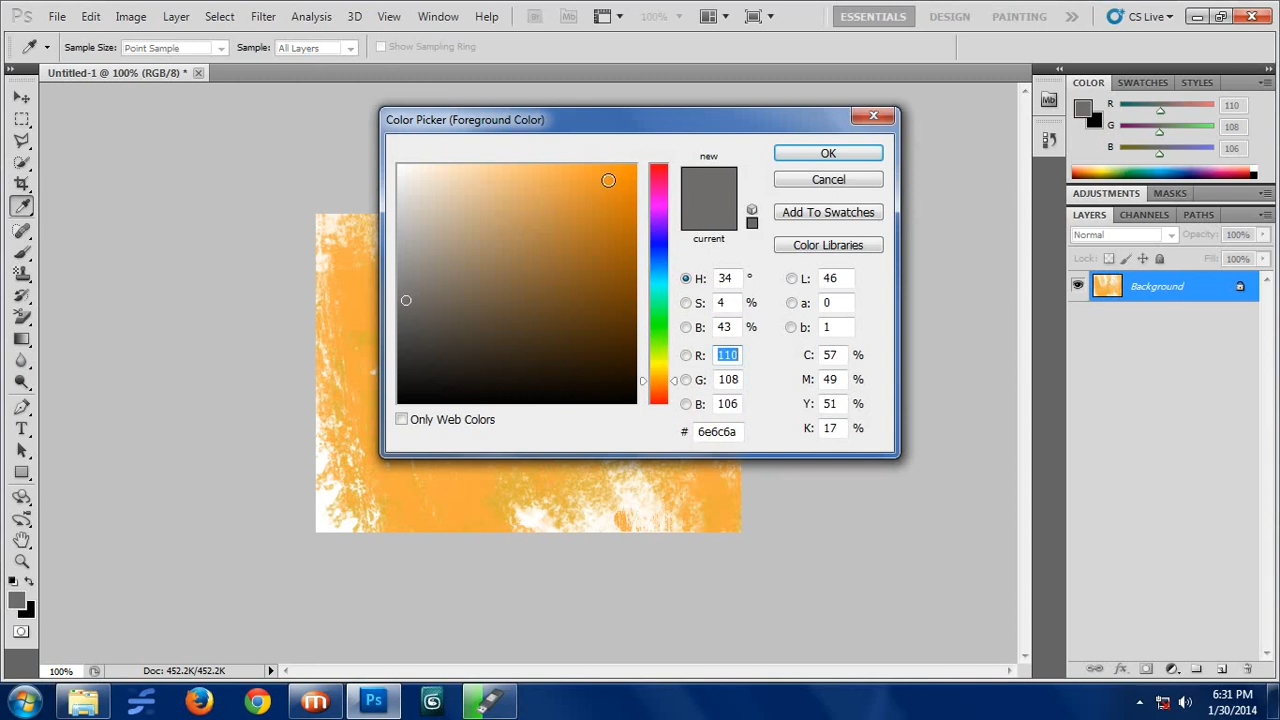 Ps File Edit Image Layer Select Filter Analysis 3D View Window Help Mb 100% ESSENTIALS DESIGN PAINTING CS Live
Sample Size: Point Sample Sample: All Layers Show Sampling Ring
Untitled-1 @ 100% (RGB/8) *
COLOR SWATCHES STYLES
Mb
R 110
G 108
B 106
ADJUSTMENTS MASKS
LAYERS CHANNELS PATHS
Normal Opacity: 100%
Lock: Fill: 100%
Background
Color Picker (Foreground Color)
new
current
OK
Cancel
Add To Swatches
Color Libraries
H: 34 ° L: 46
S: 4 % a: 0
B: 43 % b: 1
R: 110 C: 57 %
G: 108 M: 49 %
B: 106 Y: 51 %
# 6e6c6a K: 17 %
Only Web Colors
T
100% Doc: 452.2K/452.2K
Ps
6:31 PM
1/30/2014